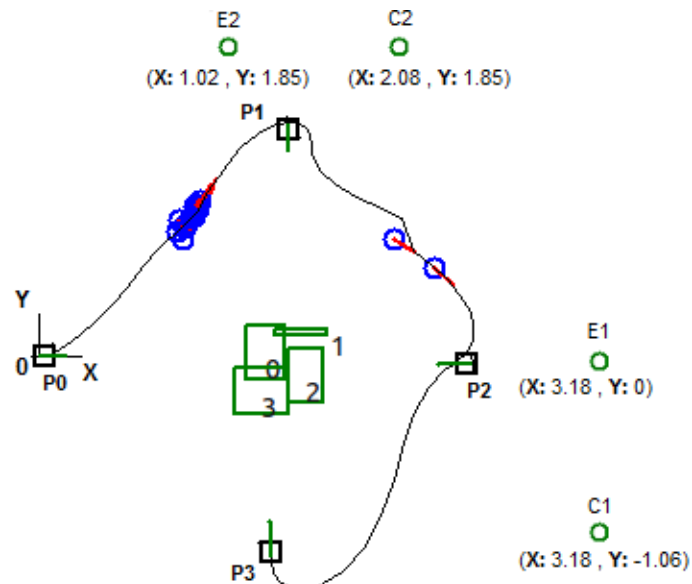 E2 C2
(X: 1.02 , Y: 1.85) (X: 2.08 , Y: 1.85)
P1
Y
0 P0 X
0 1
3 2
P2
E1
(X: 3.18 , Y: 0)
C1
P3
(X: 3.18 , Y: -1.06)